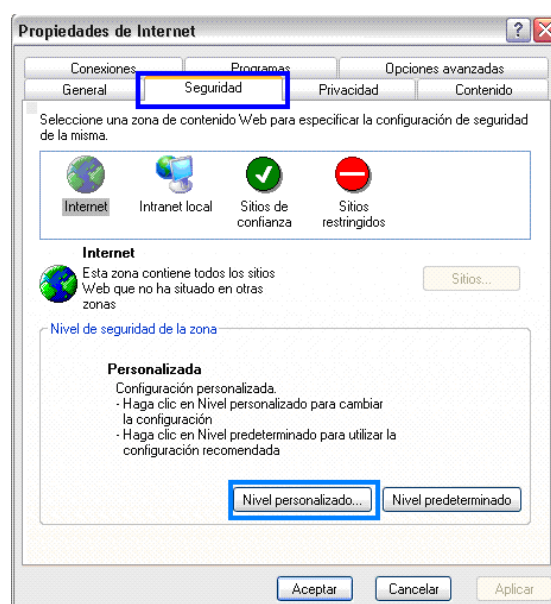 Propiedades de Internet
Conexiones Programas Opciones avanzadas
General Seguridad Privacidad Contenido
Seleccione una zona de contenido Web para especificar la configuración de seguridad
de la misma.
Internet Intranet local Sitios de confianza Sitios restringidos
Internet
Esta zona contiene todos los sitios
Web que no ha situado en otras
zonas
Sitios...
Nivel de seguridad de la zona
Personalizada
Configuración personalizada.
- Haga clic en Nivel personalizado para cambiar
la configuración
- Haga clic en Nivel predeterminado para utilizar la
configuración recomendada
Nivel personalizado... Nivel predeterminado
Aceptar Cancelar Aplicar